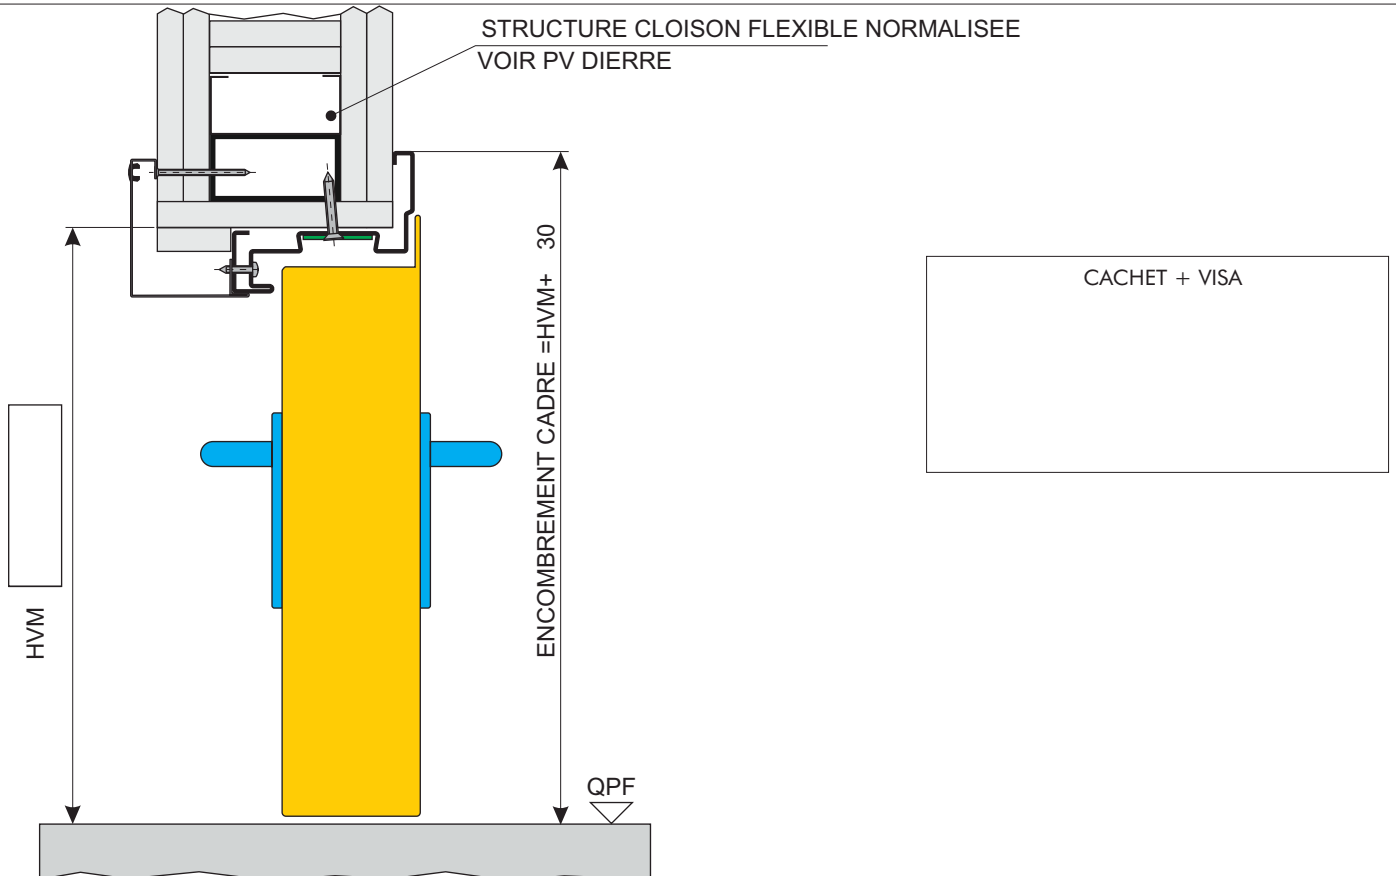 STRUCTURE CLOISON FLEXIBLE NORMALISEE
VOIR PV DIERRE
CACHET + VISA
ENCOMBREMENT CADRE =HVM+ 30
HVM
QPF